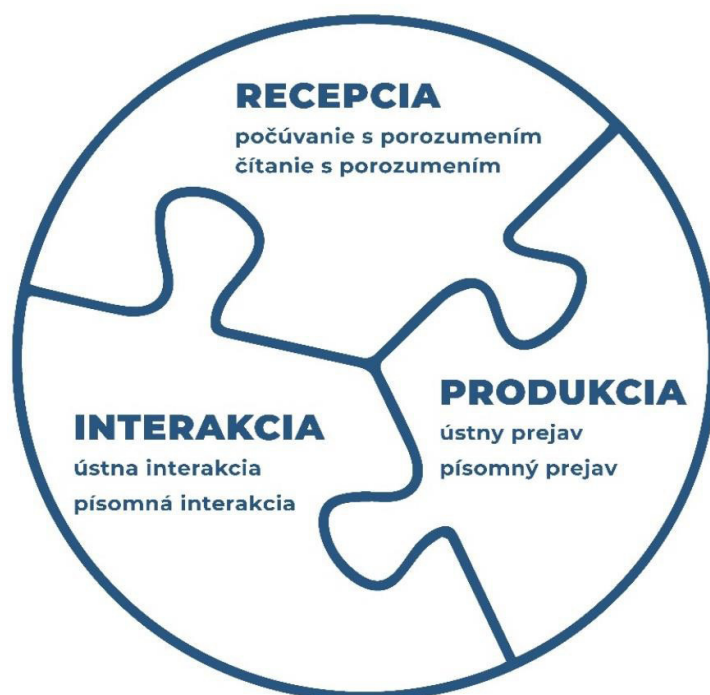 RECEPCIA
počúvanie s porozumením
čítanie s porozumením
INTERAKCIA
ústna interakcia
písomná interakcia
PRODUKCIA
ústny prejav
písomný prejav